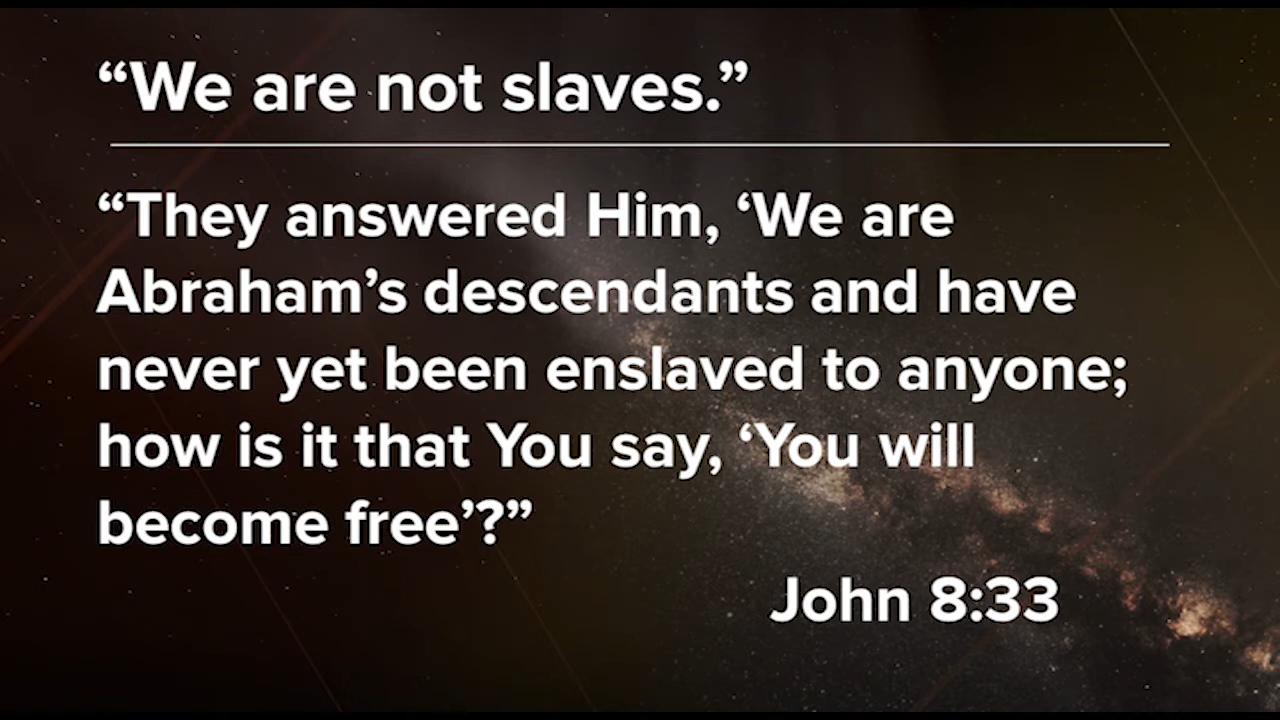 “We are not slaves.”
“They answered Him, ‘We are
Abraham’s descendants and have
never yet been enslaved to anyone;
how is it that You say, ‘You will
become free’?”
John 8:33